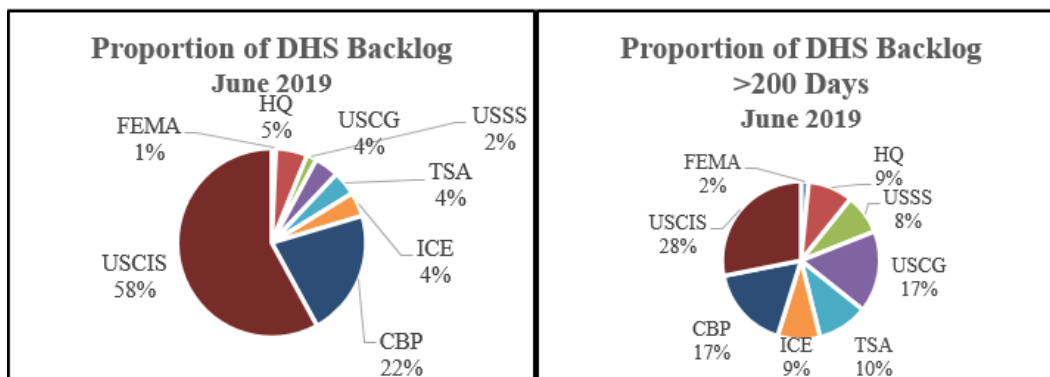 Proportion of DHS Backlog
June 2019
HQ
5%
FEMA
1%
USCG
4%
USSS
2%
TSA
4%
ICE
4%
USCIS
58%
CBP
22%
Proportion of DHS Backlog
>200 Days
June 2019
FEMA
2%
HQ
9%
USSS
8%
USCIS
28%
USCG
17%
CBP
17%
ICE
9%
TSA
10%